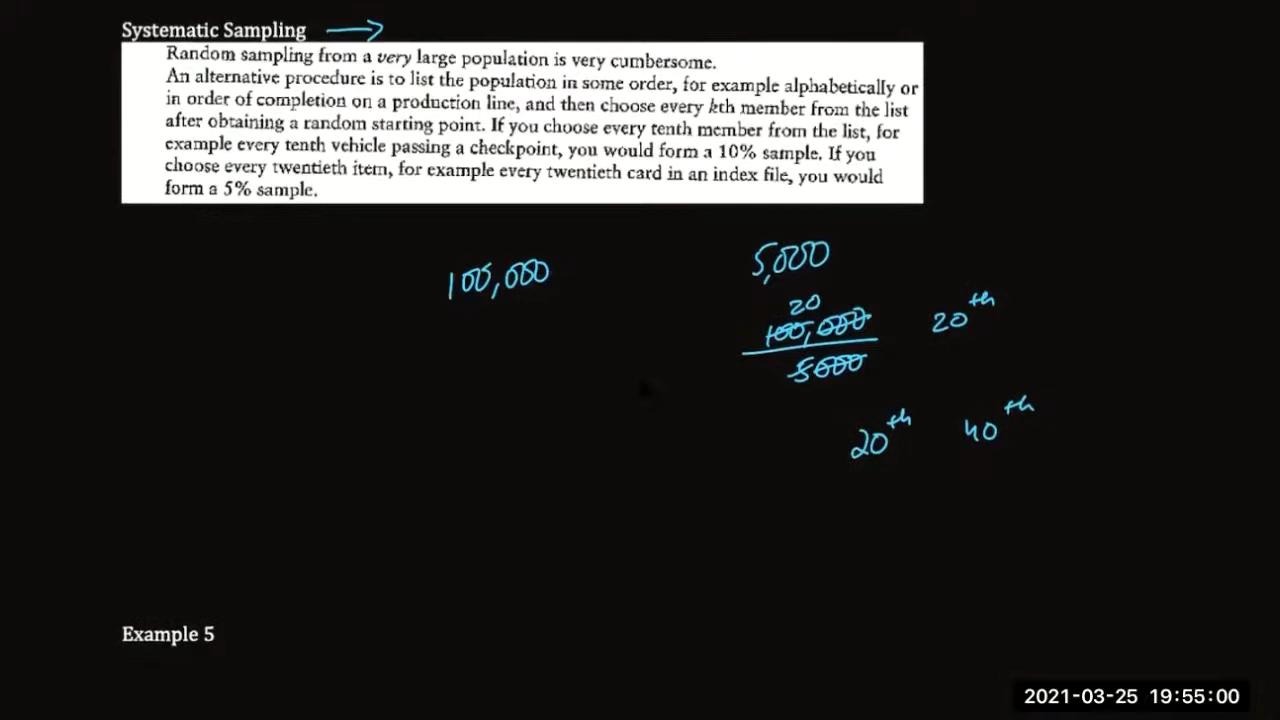 Systematic Sampling
Random sampling from a very large population is very cumbersome.
An alternative procedure is to list the population in some order, for example alphabetically or
in order of completion on a production line, and then choose every kth member from the list
after obtaining a random starting point. If you choose every tenth member from the list, for
example every tenth vehicle passing a checkpoint, you would form a 10% sample. If you
choose every twentieth item, for example every twentieth card in an index file, you would
form a 5% sample.
100,000
5,000
20
100,000
20th
5000
20th 40th
Example 5
2021-03-25 19:55:00